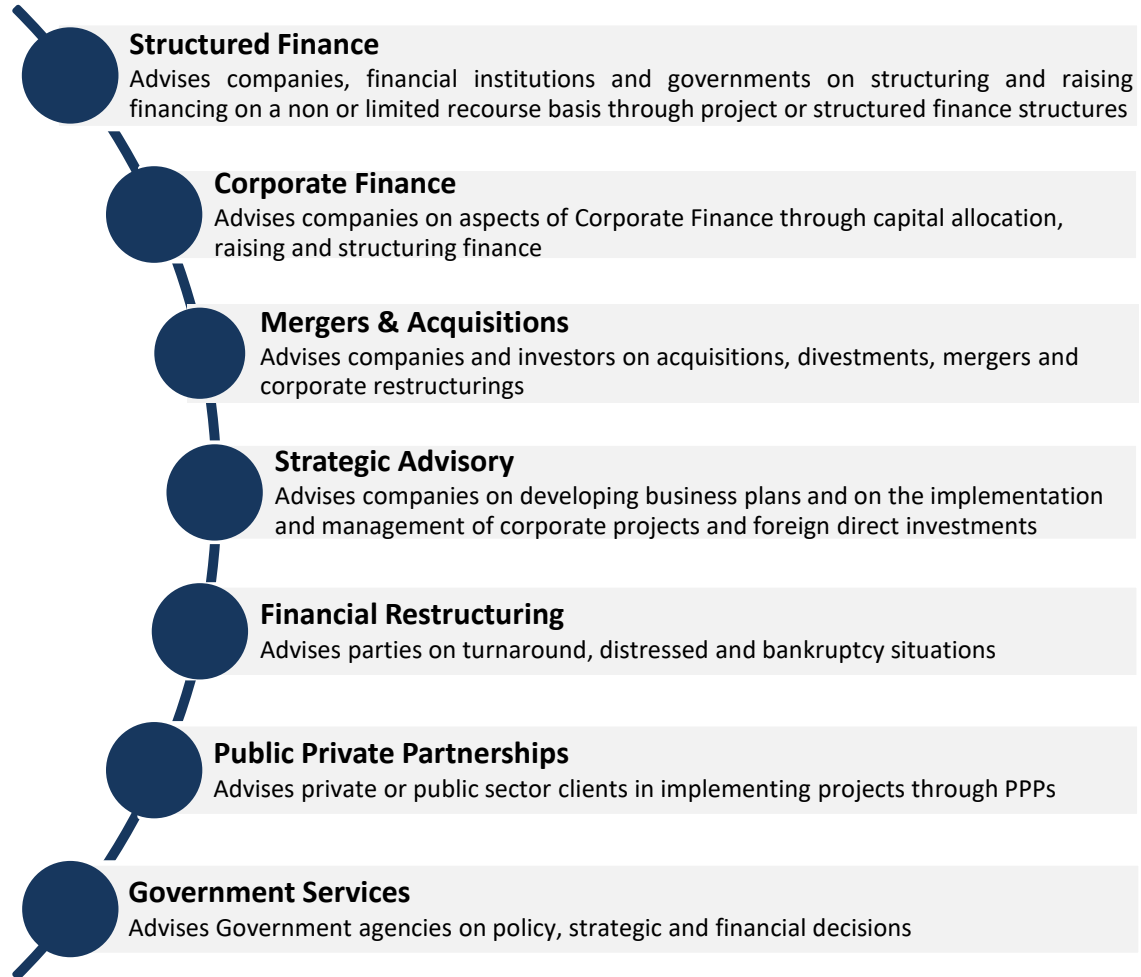 Structured Finance
Advises companies, financial institutions and governments on structuring and raising
financing on a non or limited recourse basis through project or structured finance structures
Corporate Finance
Advises companies on aspects of Corporate Finance through capital allocation,
raising and structuring finance
Mergers & Acquisitions
Advises companies and investors on acquisitions, divestments, mergers and
corporate restructurings
Strategic Advisory
Advises companies on developing business plans and on the implementation
and management of corporate projects and foreign direct investments
Financial Restructuring
Advises parties on turnaround, distressed and bankruptcy situations
Public Private Partnerships
Advises private or public sector clients in implementing projects through PPPs
Government Services
Advises Government agencies on policy, strategic and financial decisions